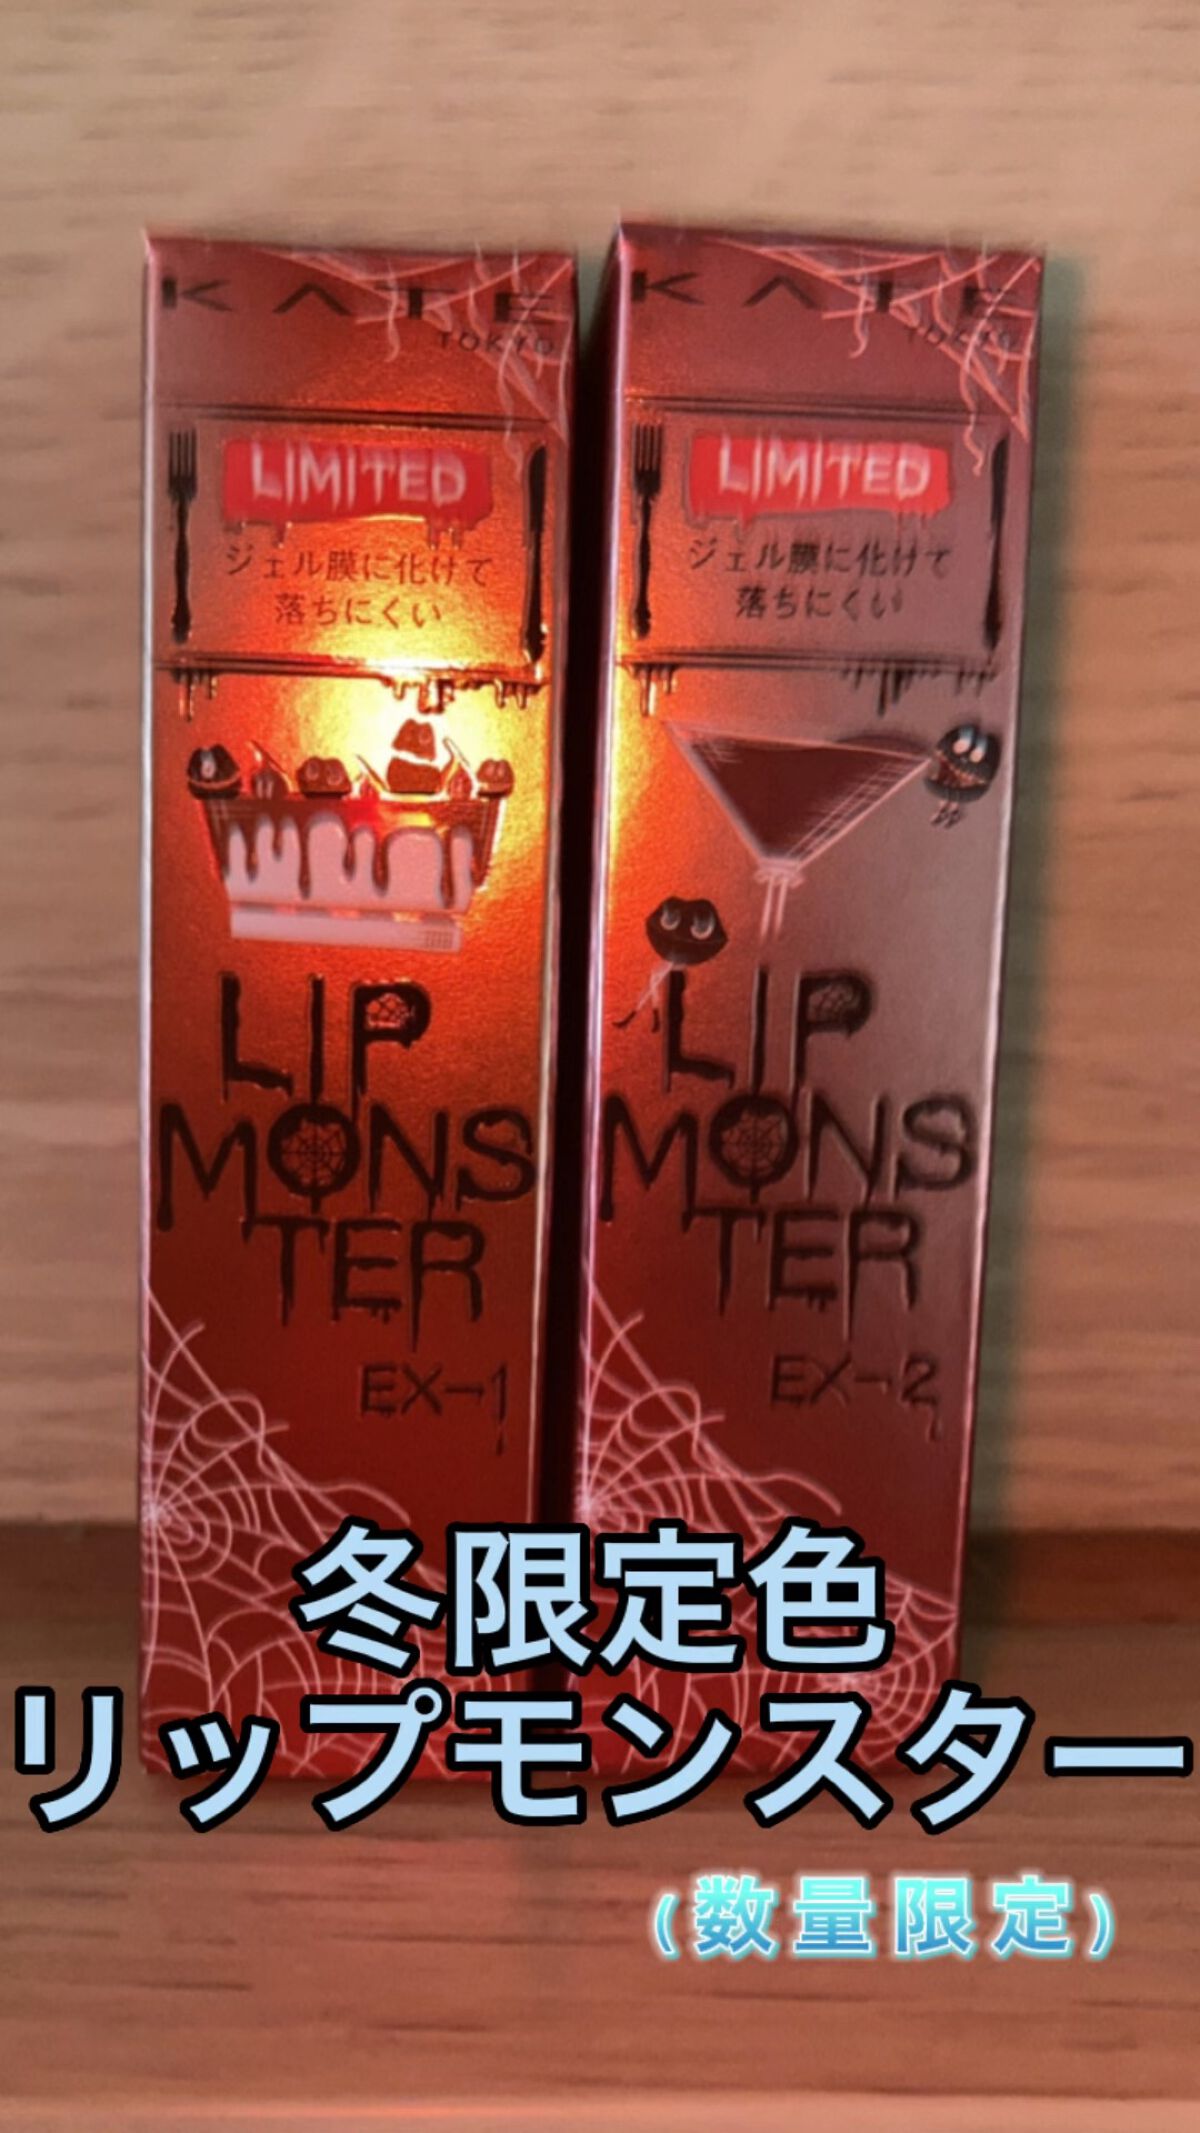 KATE
TOKYO
LIMITED
ジェル膜に化けて
落ちにくい
LIP
MONS
TER
EX-1
KATE
TOKYO
LIMITED
ジェル膜に化けて
落ちにくい
LIP
MONS
TER
EX-2
冬限定色
リップモンスター
(数量限定)